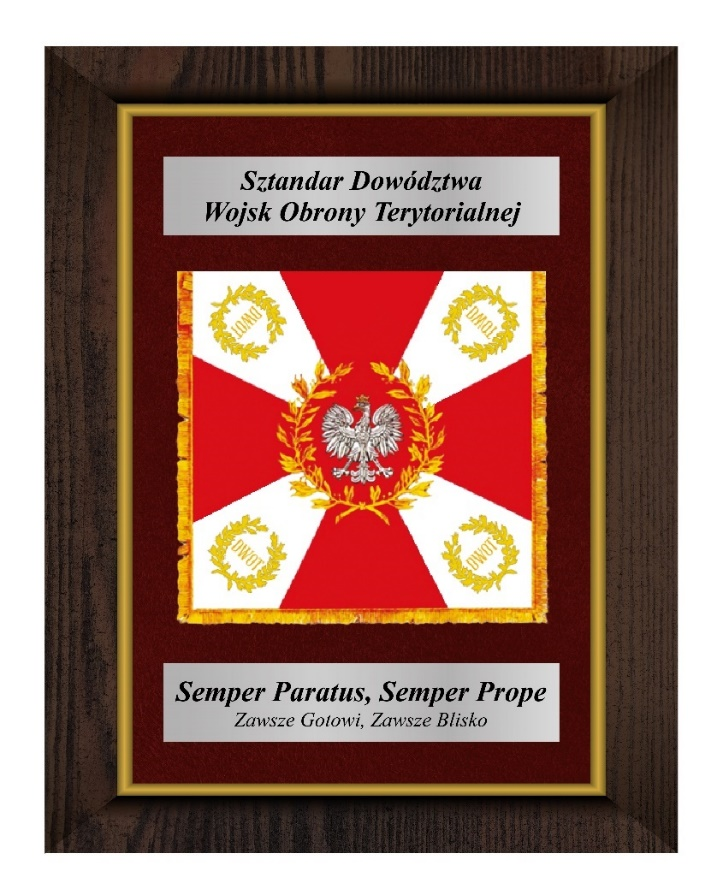 Sztandar Dowództwa
Wojsk Obrony Terytorialnej
DWOT
DWOT
DWOT
DWOT
Semper Paratus, Semper Prope
Zawsze Gotowi, Zawsze Blisko